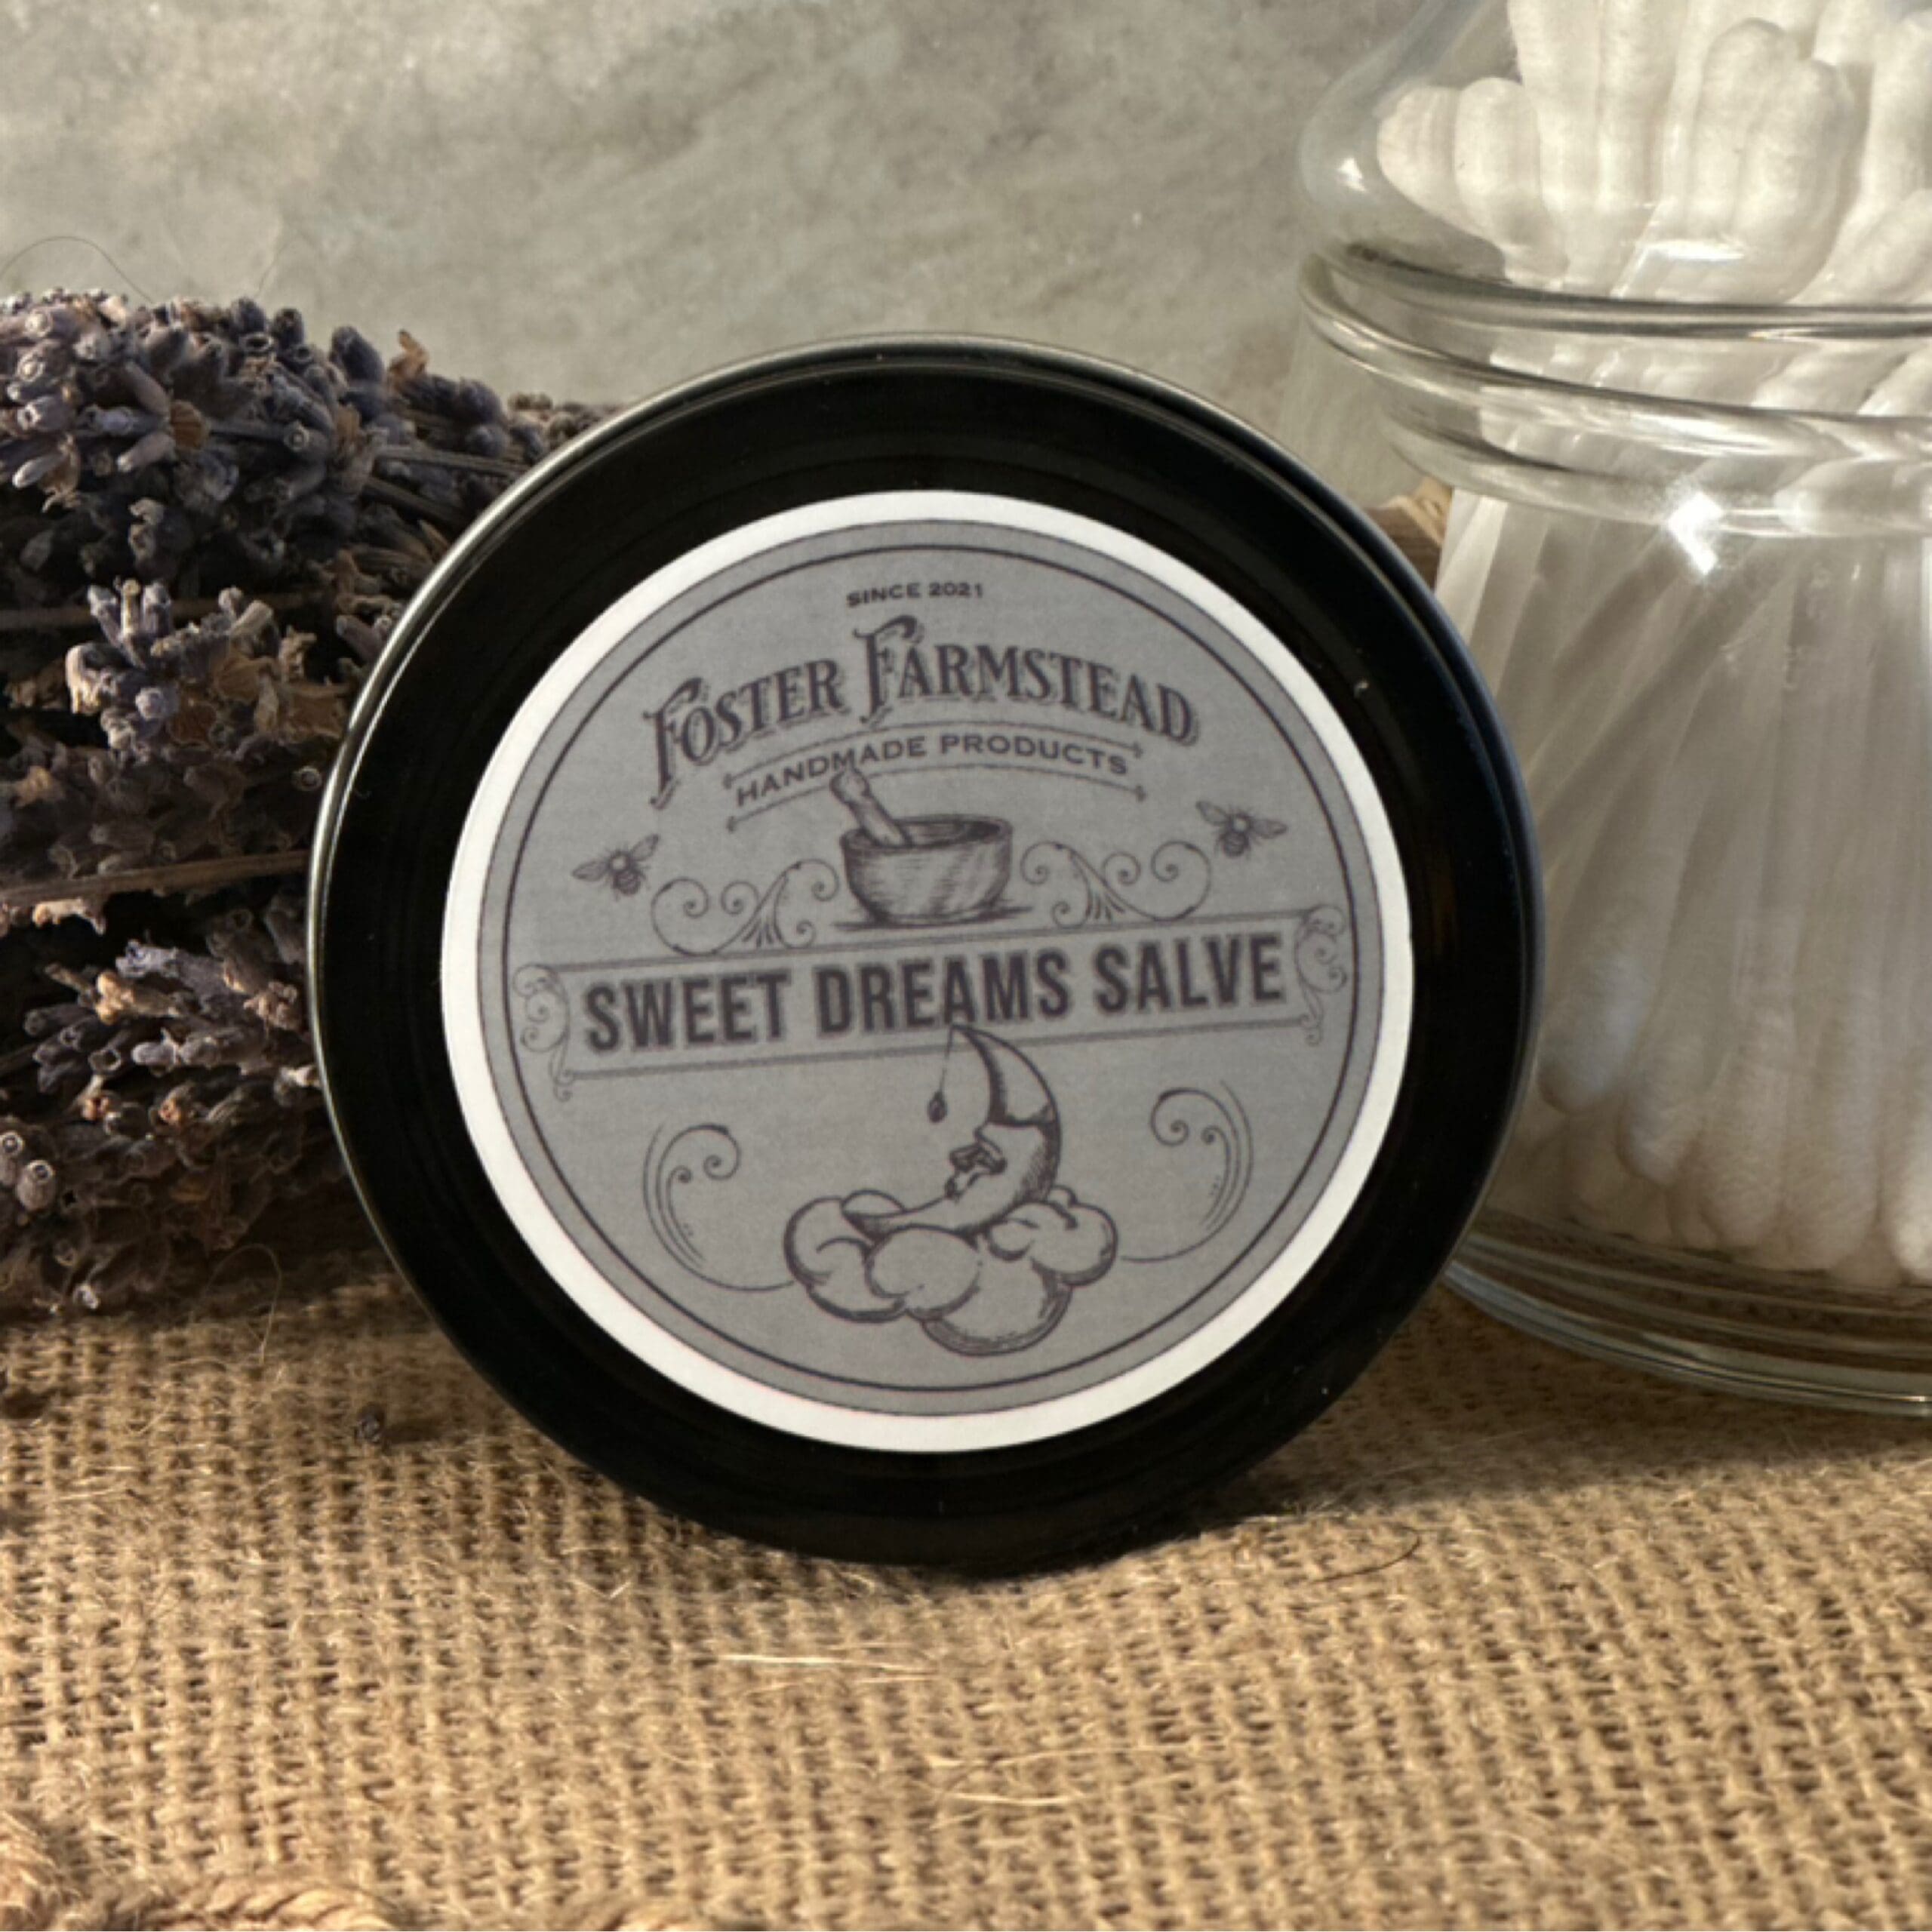 SINCE 2021
FOSTER FARMSTEAD
HANDMADE PRODUCTS
SWEET DREAMS SALVE